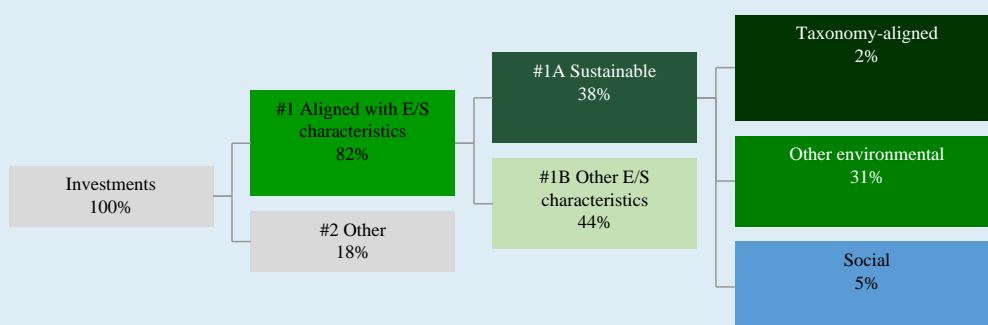 Investments
100%
#1 Aligned with E/S
characteristics
82%
#2 Other
18%
#1A Sustainable
38%
#1B Other E/S
characteristics
44%
Taxonomy-aligned
2%
Other environmental
31%
Social
5%